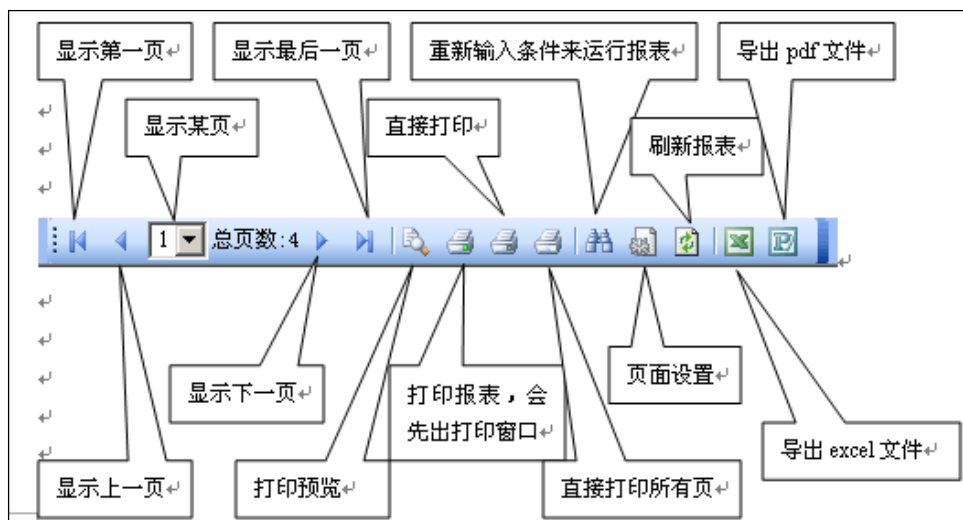 显示第一页
显示最后一页
重新输入条件来运行报表
导出 pdf 文件
显示某页
直接打印
刷新报表
1
总页数:4
显示下一页
打印报表，会
先出打印窗口
页面设置
导出 excel 文件
显示上一页
打印预览
直接打印所有页